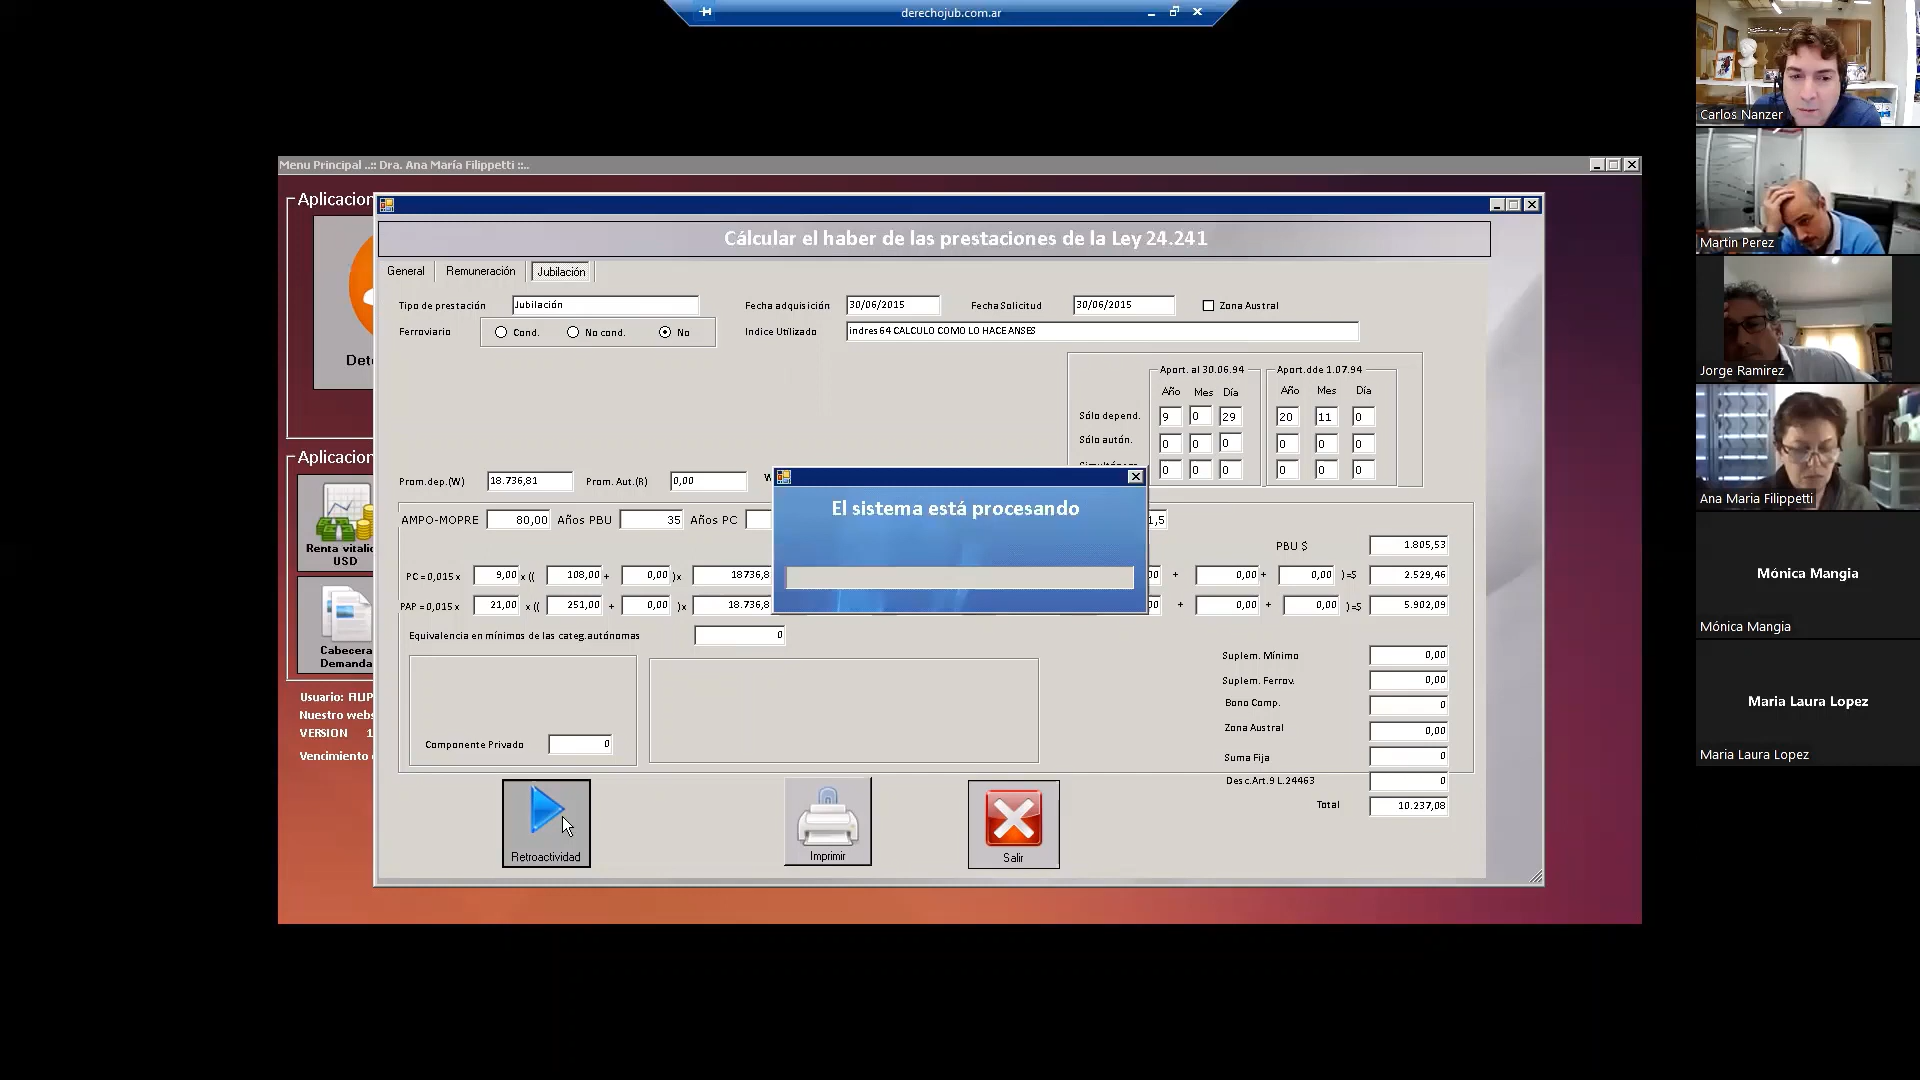 derechojub.com.ar
Menu Principal ..:: Dra. Ana María Filippetti ::..
Cálcular el haber de las prestaciones de la Ley 24.241
General Remuneración Jubilación
Tipo de prestación Jubilación Fecha adquisición 30/06/2015 Fecha Solicitud 30/06/2015 Zona Austral
Ferroviario Cond. No cond. No Indice Utilizado indres64 CALCULO COMO LO HACE ANSES
Aport. al 30.06.94 Aport.dde 1.07.94
Año Mes Día Año Mes Día
Sólo depend. 9 0 29 20 11 0
Sólo autón. 0 0 0 0 0 0
0 0 0 0 0 0
Prom.dep.(W) 18.736,81 Prom. Aut.(R) 0,00
AMPO-MOPRE 80,00 Años PBU 35 Años PC 1,5
El sistema está procesando
PBU $ 1.805,53
PC = 0,015 x 9,00 x (( 108,00 + 0,00 ) x 18736,8 00 + 0,00 + 0,00 ) =$ 2.529,46
PAP = 0,015 x 21,00 x (( 251,00 + 0,00 ) x 18.736,8 00 + 0,00 + 0,00 ) =$ 5.902,09
Equivalencia en mínimos de las categ.autónomas 0
Suplem. Mínimo 0,00
Suplem. Ferrov. 0,00
Bono Comp. 0
Zona Austral 0,00
Componente Privado 0
Suma Fija 0
Desc.Art.9 L.24463 0
Total 10.237,08
Retroactividad
Imprimir
Salir
Aplicacion
Det
Aplicacion
Renta vitalic
USD
Cabecera
Demanda
Usuario: FILIP
Nuestro webs
VERSION 1
Vencimiento
Carlos Nanzer
Martin Perez
Jorge Ramirez
Ana Maria Filippetti
Mónica Mangia
Mónica Mangia
Maria Laura Lopez
Maria Laura Lopez